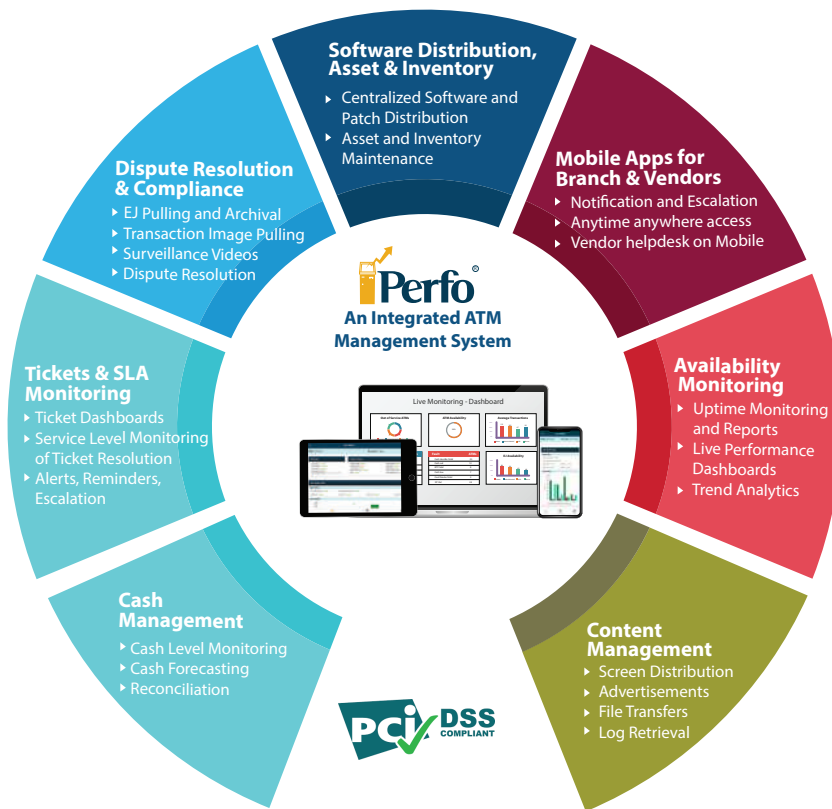 Software Distribution,
Asset & Inventory
Centralized Software and
Patch Distribution
Asset and Inventory
Maintenance
Mobile Apps for
Branch & Vendors
Notification and Escalation
Anytime anywhere access
Vendor helpdesk on Mobile
Availability
Monitoring
Uptime Monitoring
and Reports
Live Performance
Dashboards
Trend Analytics
Content
Management
Screen Distribution
Advertisements
File Transfers
Log Retrieval
Cash
Management
Cash Level Monitoring
Cash Forecasting
Reconciliation
Tickets & SLA
Monitoring
Ticket Dashboards
Service Level Monitoring
of Ticket Resolution
Alerts, Reminders,
Escalation
Dispute Resolution
& Compliance
EJ Pulling and Archival
Transaction Image Pulling
Surveillance Videos
Dispute Resolution
iPerfo®
An Integrated ATM
Management System
Live Monitoring - Dashboard
PCi DSS
COMPLIANT